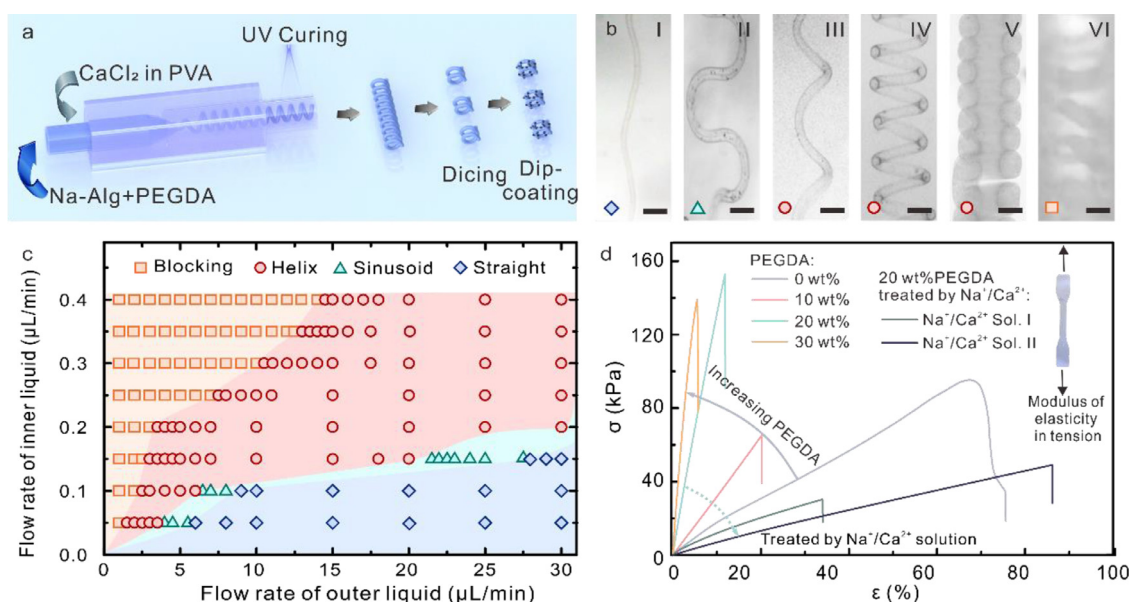 a
UV Curing
CaCl₂ in PVA
Na-Alg+PEGDA
Dicing
Dip-
coating
b
I
II
III
IV
V
VI
c
Blocking
Helix
Sinusoid
Straight
Flow rate of inner liquid (μL/min)
0.4
0.3
0.2
0.1
0.0
0
5
10
15
20
25
30
Flow rate of outer liquid (μL/min)
d
PEGDA:
0 wt%
10 wt%
20 wt%
30 wt%
20 wt%PEGDA
treated by Na⁺/Ca²⁺:
Na⁻/Ca²⁺ Sol. I
Na⁻/Ca²⁺ Sol. II
Modulus of
elasticity
in tension
Increasing PEGDA
Treated by Na⁻/Ca²⁺ solution
σ (kPa)
160
120
80
40
0
0
20
40
60
80
100
ε (%)